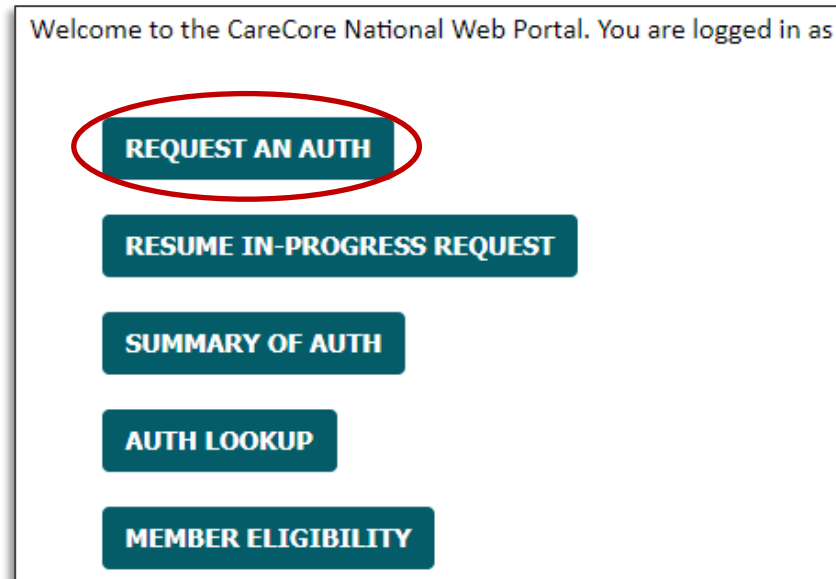 Welcome to the CareCore National Web Portal. You are logged in as
REQUEST AN AUTH
RESUME IN-PROGRESS REQUEST
SUMMARY OF AUTH
AUTH LOOKUP
MEMBER ELIGIBILITY